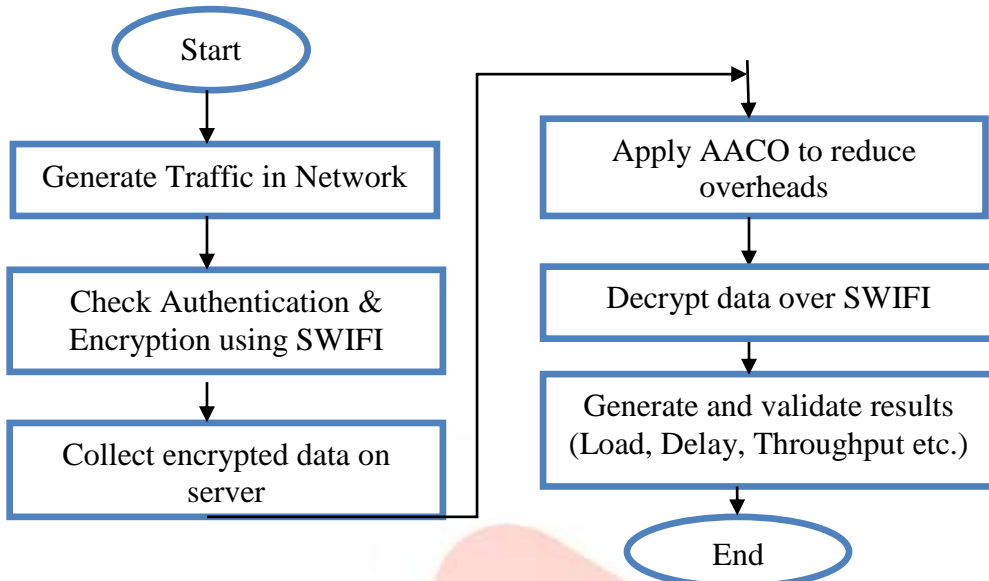 Start
Generate Traffic in Network
Check Authentication &
Encryption using SWIFI
Collect encrypted data on
server
Apply AACO to reduce
overheads
Decrypt data over SWIFI
Generate and validate results
(Load, Delay, Throughput etc.)
End